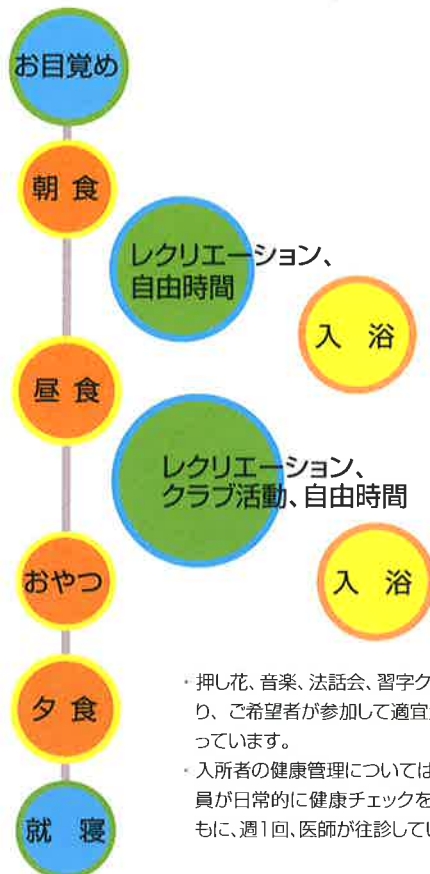 お目覚め
朝 食
レクリエーション、
自由時間
入 浴
昼 食
レクリエーション、
クラブ活動、自由時間
おやつ
入 浴
夕 食
・押し花、音楽、法話会、習字ク
り、ご希望者が参加して適宜
っています。
・入所者の健康管理については
員が日常的に健康チェックを
もに、週1回、医師が往診してい
就 寝